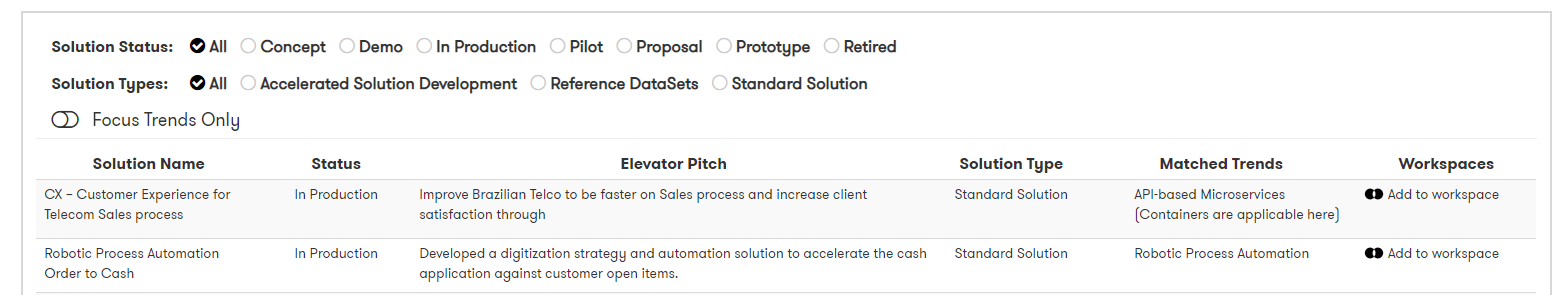 Solution Status: All Concept Demo In Production Pilot Proposal Prototype Retired
Solution Types: All Accelerated Solution Development Reference DataSets Standard Solution
Focus Trends Only
Solution Name Status Elevator Pitch Solution Type Matched Trends Workspaces
CX – Customer Experience for In Production Improve Brazilian Telco to be faster on Sales process and increase client Standard Solution API-based Microservices Add to workspace
Telecom Sales process satisfaction through (Containers are applicable here)
Robotic Process Automation In Production Developed a digitization strategy and automation solution to accelerate the cash Standard Solution Robotic Process Automation Add to workspace
Order to Cash application against customer open items.